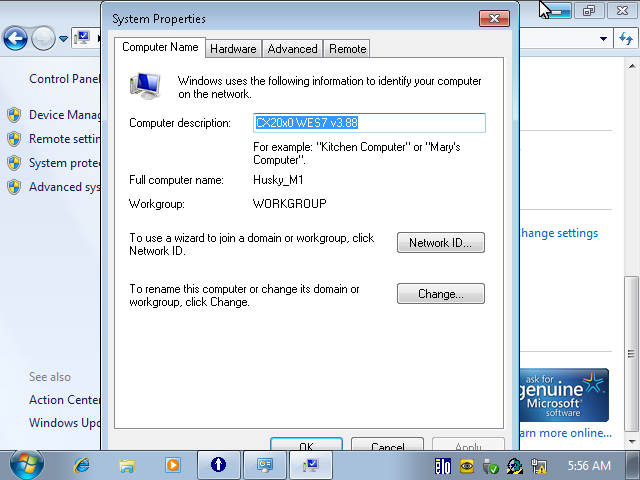 System Properties
Computer Name
Hardware
Advanced
Remote
Windows uses the following information to identify your computer
on the network.
Computer description:
CX20x0 WES7 v3.88
For example: "Kitchen Computer" or "Mary's
Computer".
Full computer name:
Husky_M1
Workgroup:
WORKGROUP
To use a wizard to join a domain or workgroup, click
Network ID.
Network ID...
To rename this computer or change its domain or
workgroup, click Change.
Change...
OK
Cancel
Apply
Control Panel
Device Manag
Remote settin
System protec
Advanced sys
See also
Action Center
Windows Upd
hange settings
ask for
genuine
Microsoft
software
arn more online...
5:56 AM